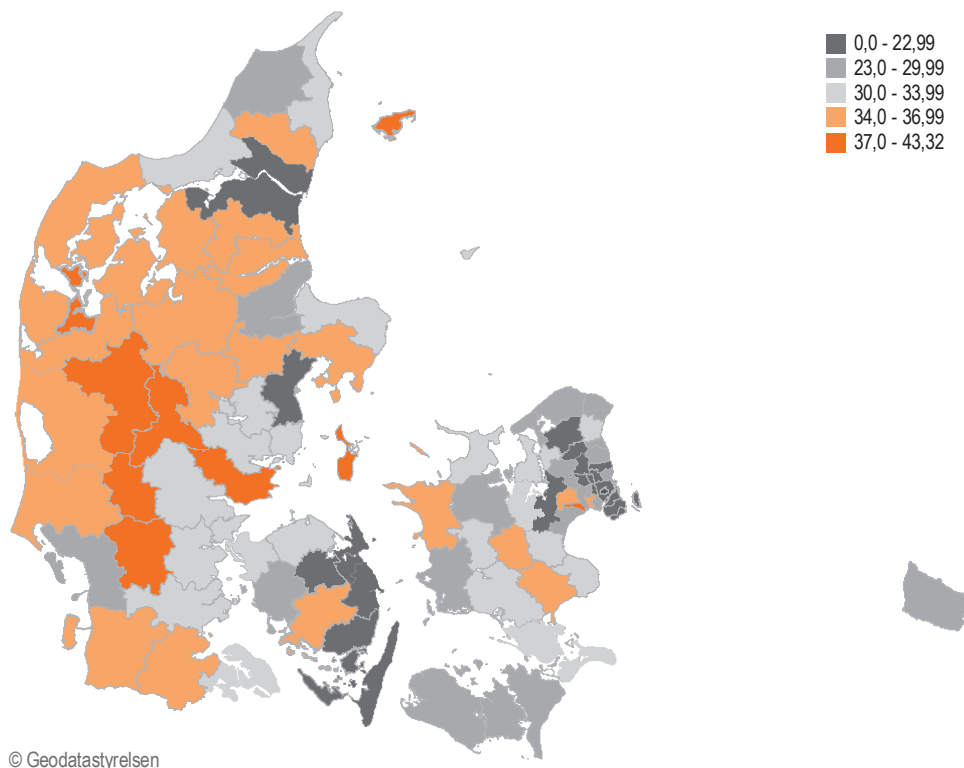 0,0 - 22,99
23,0 - 29,99
30,0 - 33,99
34,0 - 36,99
37,0 - 43,32
© Geodatastyrelsen